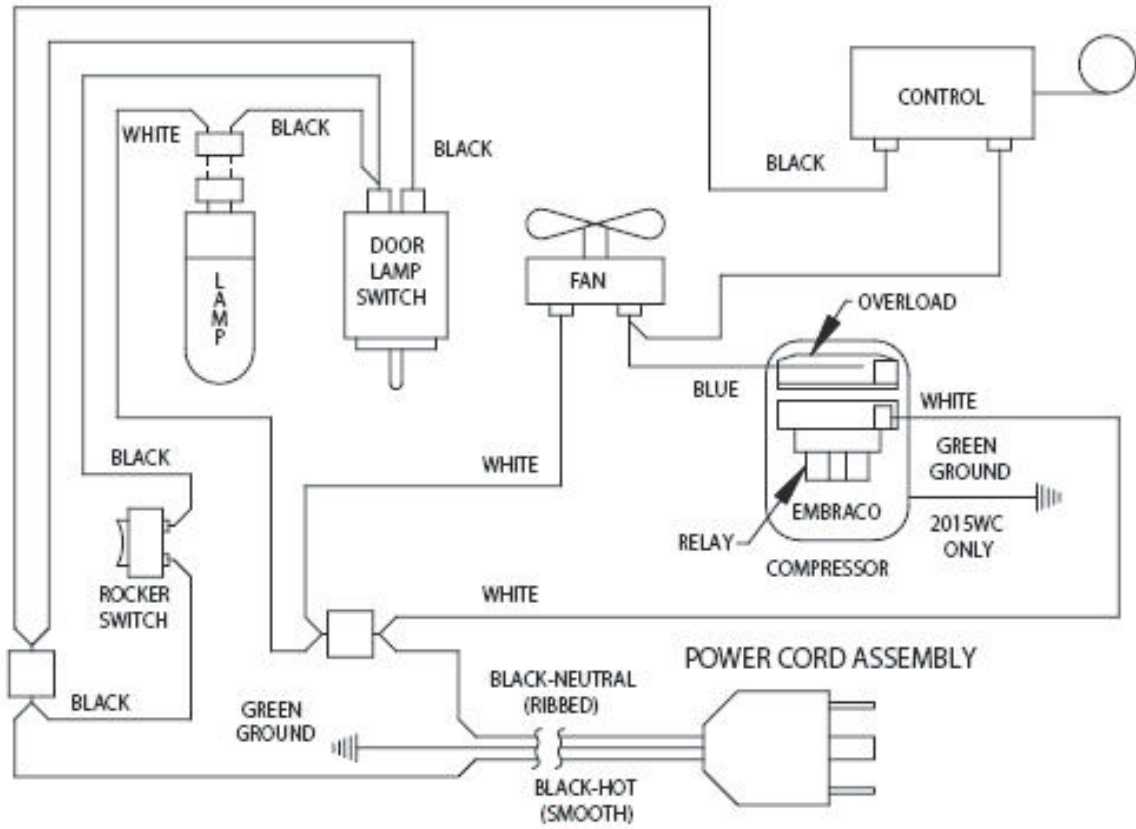 CONTROL
WHITE
BLACK
BLACK
BLACK
DOOR
LAMP
SWITCH
LAMP
FAN
OVERLOAD
BLUE
WHITE
BLACK
WHITE
GREEN
GROUND
EMBRACO
2015WC
ONLY
RELAY
COMPRESSOR
ROCKER
SWITCH
WHITE
POWER CORD ASSEMBLY
BLACK
BLACK-NEUTRAL
(RIBBED)
GREEN
GROUND
BLACK-HOT
(SMOOTH)